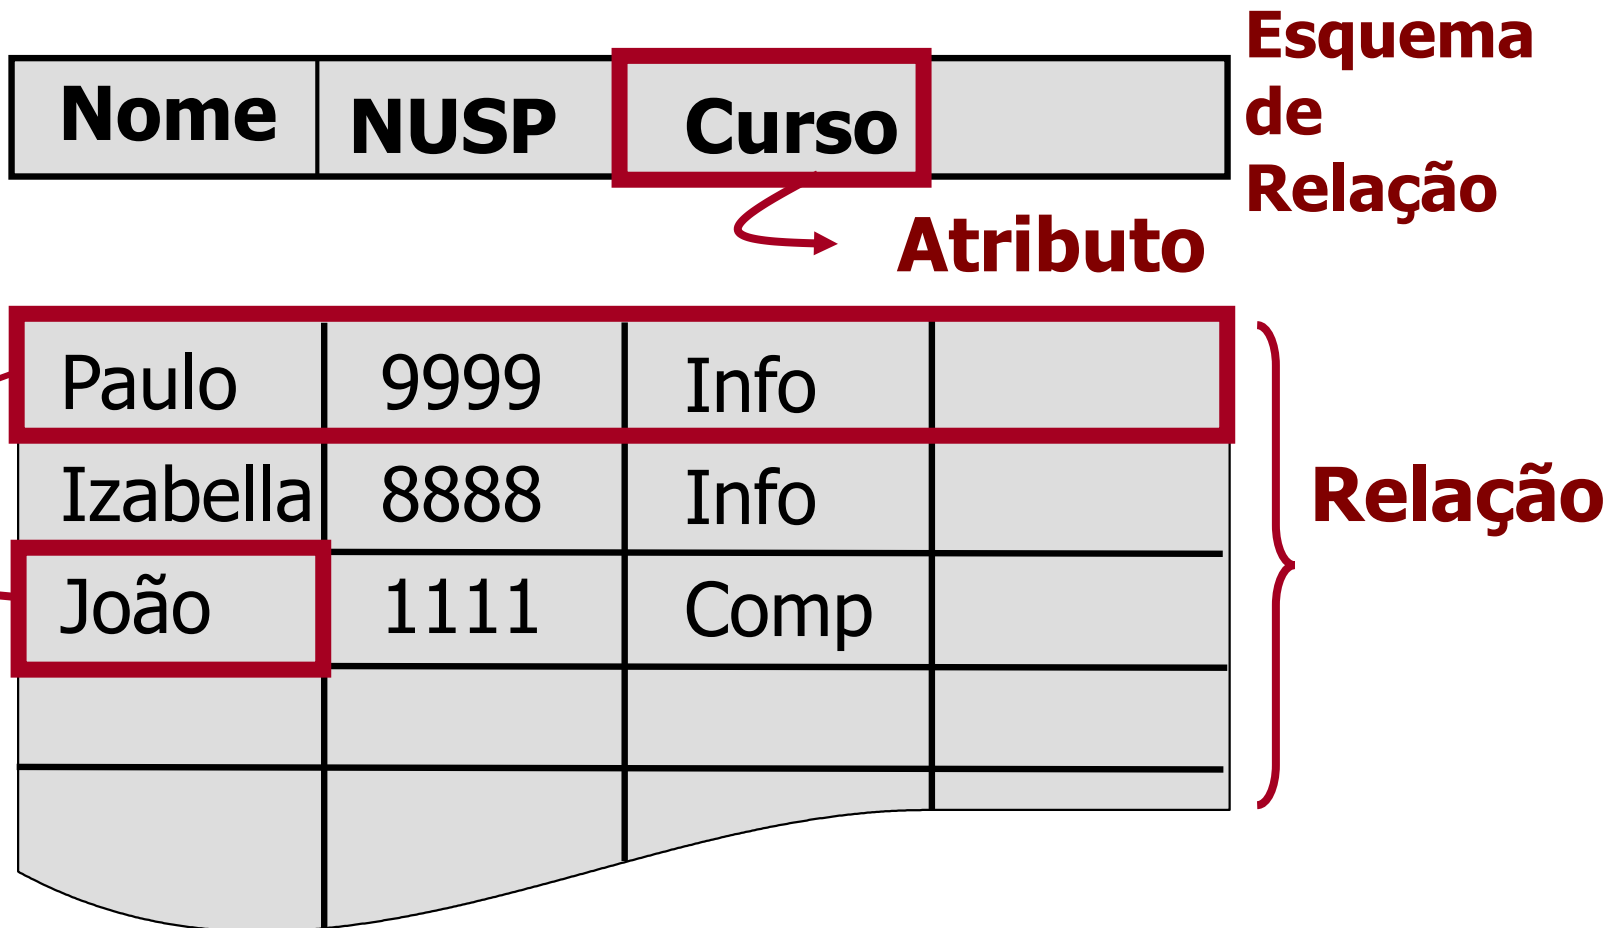 Esquema
de
Relação
Nome NUSP Curso
Atributo
Paulo 9999 Info
Izabella 8888 Info
João 1111 Comp
Relação